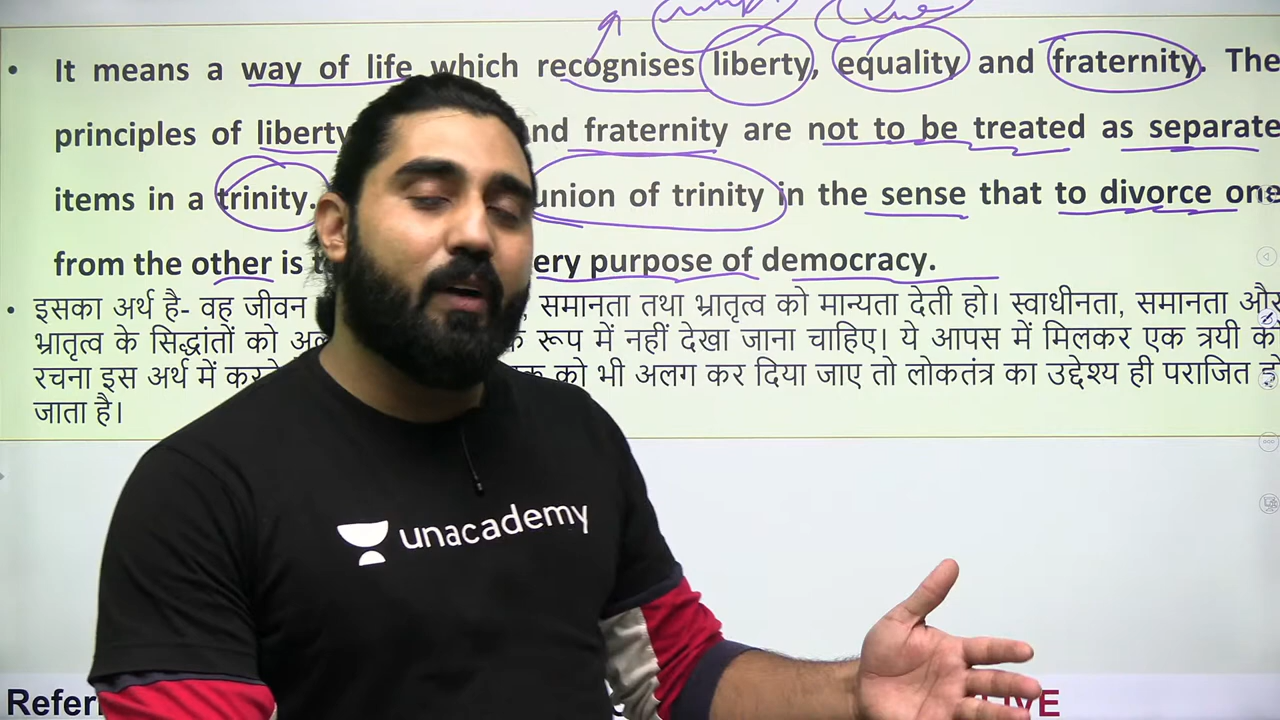 It means a way of life which recognises liberty, equality and fraternity. The
principles of liberty and fraternity are not to be treated as separate
items in a trinity. union of trinity in the sense that to divorce one
from the other is purpose of democracy.
इसका अर्थ है- वह जीवन समानता तथा भ्रातृत्व को मान्यता देती हो। स्वाधीनता, समानता और
भ्रातृत्व के सिद्धांतों को रूप में नहीं देखा जाना चाहिए। ये आपस में मिलकर एक त्रयी की
रचना इस अर्थ में को भी अलग कर दिया जाए तो लोकतंत्र का उद्देश्य ही पराजित हो
जाता है।
unacademy